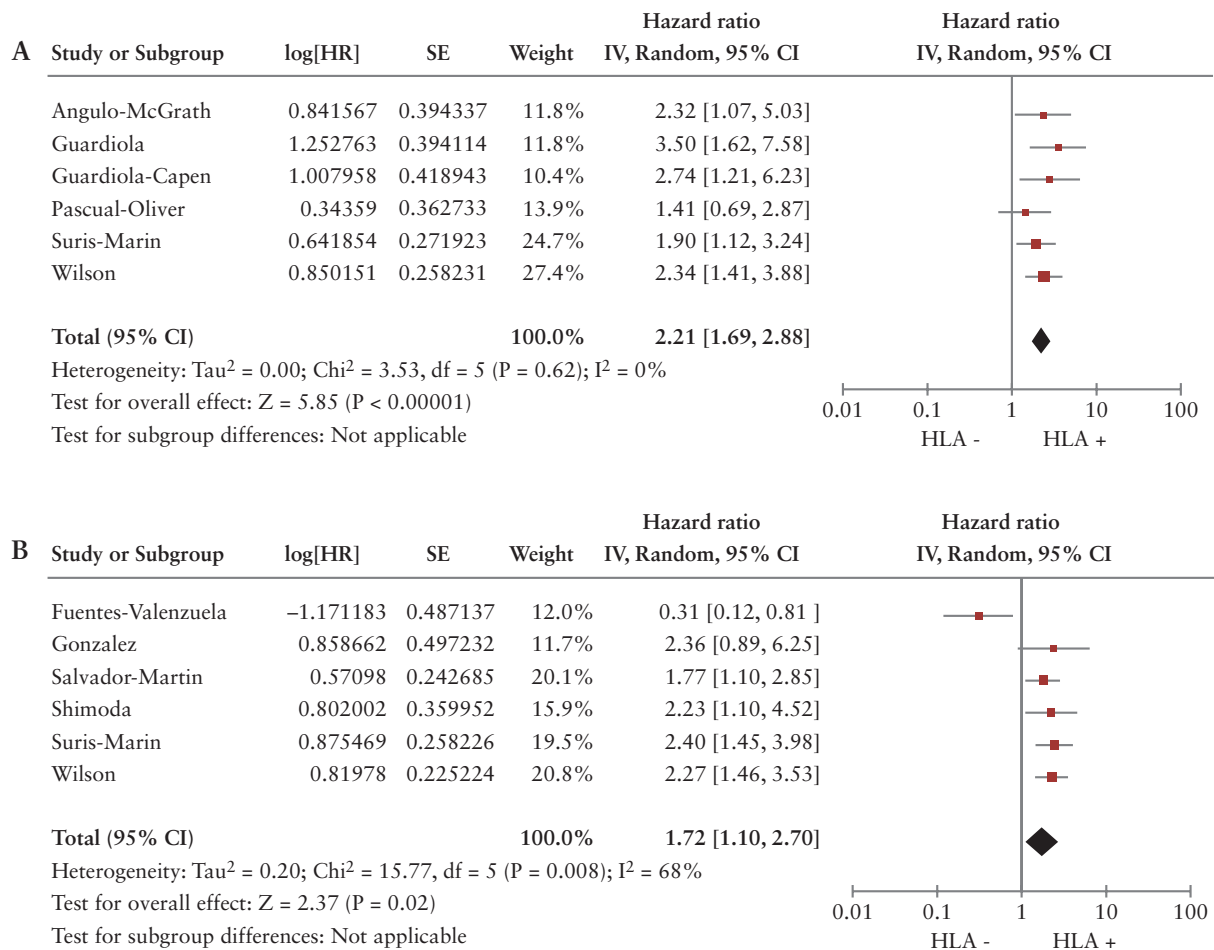 Hazard ratio Hazard ratio
A Study or Subgroup log[HR] SE Weight IV, Random, 95% CI IV, Random, 95% CI
Angulo-McGrath 0.841567 0.394337 11.8% 2.32 [1.07, 5.03]
Guardiola 1.252763 0.394114 11.8% 3.50 [1.62, 7.58]
Guardiola-Capen 1.007958 0.418943 10.4% 2.74 [1.21, 6.23]
Pascual-Oliver 0.34359 0.362733 13.9% 1.41 [0.69, 2.87]
Suris-Marin 0.641854 0.271923 24.7% 1.90 [1.12, 3.24]
Wilson 0.850151 0.258231 27.4% 2.34 [1.41, 3.88]
Total (95% CI) 100.0% 2.21 [1.69, 2.88]
Heterogeneity: Tau² = 0.00; Chi² = 3.53, df = 5 (P = 0.62); I² = 0%
Test for overall effect: Z = 5.85 (P < 0.00001)
Test for subgroup differences: Not applicable
0.01 0.1 1 10 100
HLA - HLA +
Hazard ratio Hazard ratio
B Study or Subgroup log[HR] SE Weight IV, Random, 95% CI IV, Random, 95% CI
Fuentes-Valenzuela −1.171183 0.487137 12.0% 0.31 [0.12, 0.81 ]
Gonzalez 0.858662 0.497232 11.7% 2.36 [0.89, 6.25]
Salvador-Martin 0.57098 0.242685 20.1% 1.77 [1.10, 2.85]
Shimoda 0.802002 0.359952 15.9% 2.23 [1.10, 4.52]
Suris-Marin 0.875469 0.258226 19.5% 2.40 [1.45, 3.98]
Wilson 0.81978 0.225224 20.8% 2.27 [1.46, 3.53]
Total (95% CI) 100.0% 1.72 [1.10, 2.70]
Heterogeneity: Tau² = 0.20; Chi² = 15.77, df = 5 (P = 0.008); I² = 68%
Test for overall effect: Z = 2.37 (P = 0.02)
Test for subgroup differences: Not applicable
0.01 0.1 1 10 100
HLA - HLA +